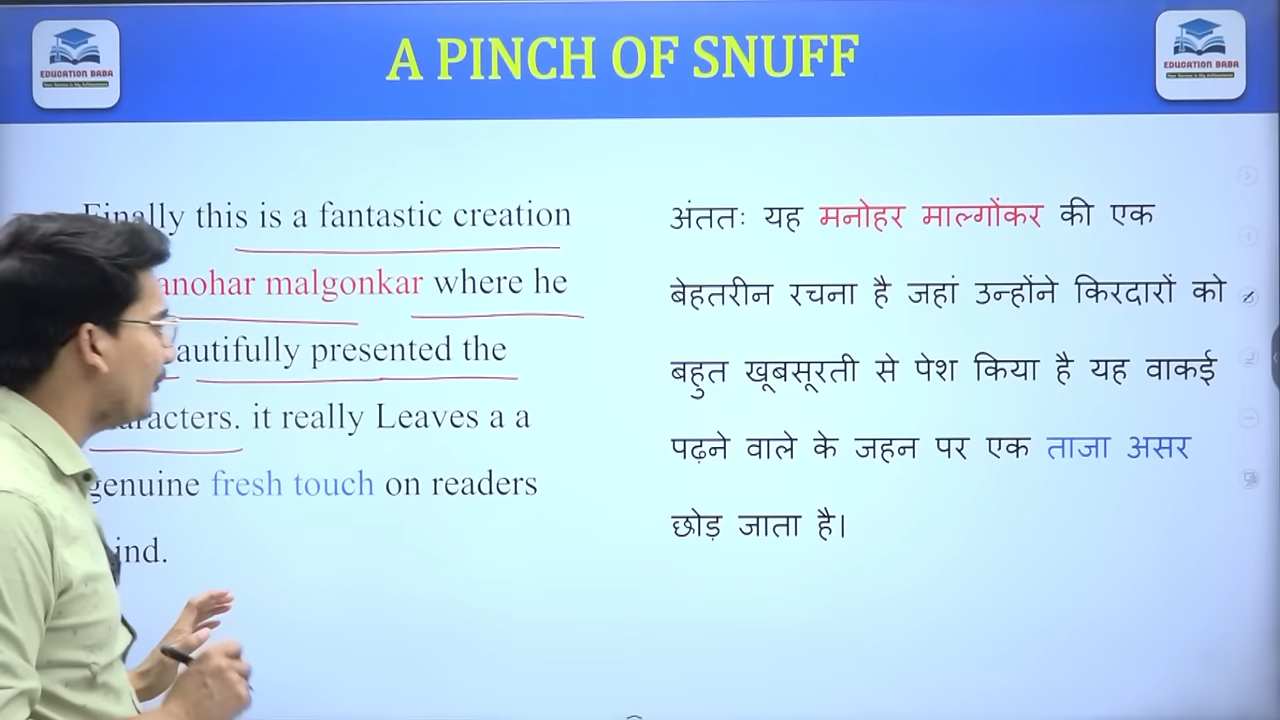 A PINCH OF SNUFF
EDUCATION BABA
EDUCATION BABA
Finally this is a fantastic creation
malgonkar where he
presented the
it really Leaves a a
genuine fresh touch on readers
अंततः यह मनोहर माल्गोंकर की एक
बेहतरीन रचना है जहां उन्होंने किरदारों को
बहुत खूबसूरती से पेश किया है यह वाकई
पढ़ने वाले के जहन पर एक ताजा असर
छोड़ जाता है।